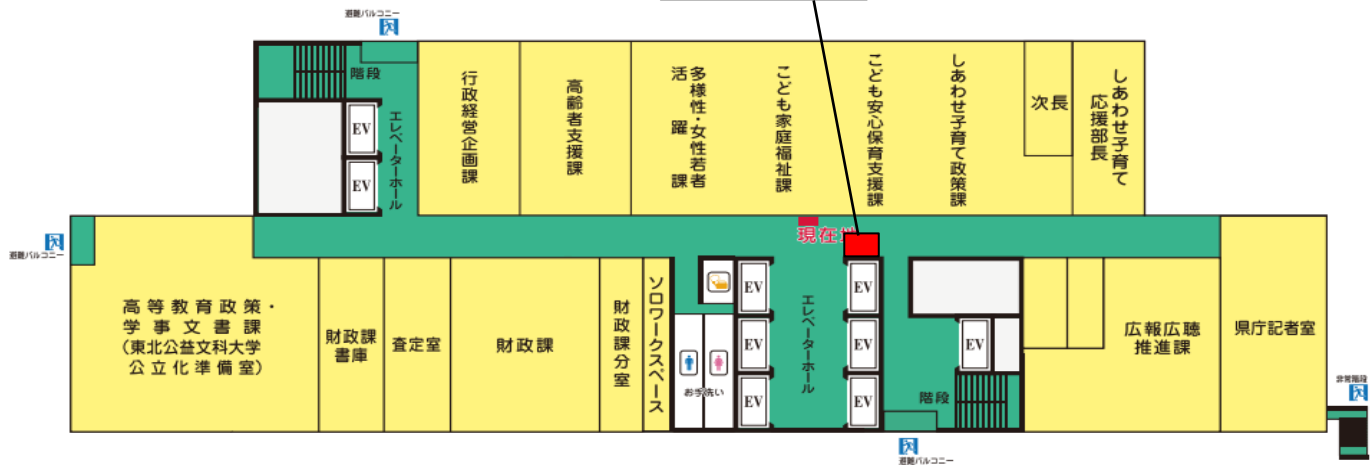 避難バルコニー
階段
EV
EV
エレベーターホール
行政経営企画課
高齢者支援課
多様性・女性若者
活躍課
こども家庭福祉課
こども安心保育支援課
しあわせ子育て政策課
次長
しあわせ子育て
応援部長
避難バルコニー
現在
高等教育政策・
学事文書課
（東北公益文科大学
公立化準備室）
財政課
書庫
査定室
財政課
財政課分室
ソロワークスペース
お手洗い
EV
EV
EV
エレベーターホール
EV
EV
EV
EV
階段
避難バルコニー
広報広聴
推進課
県庁記者室
非常階段